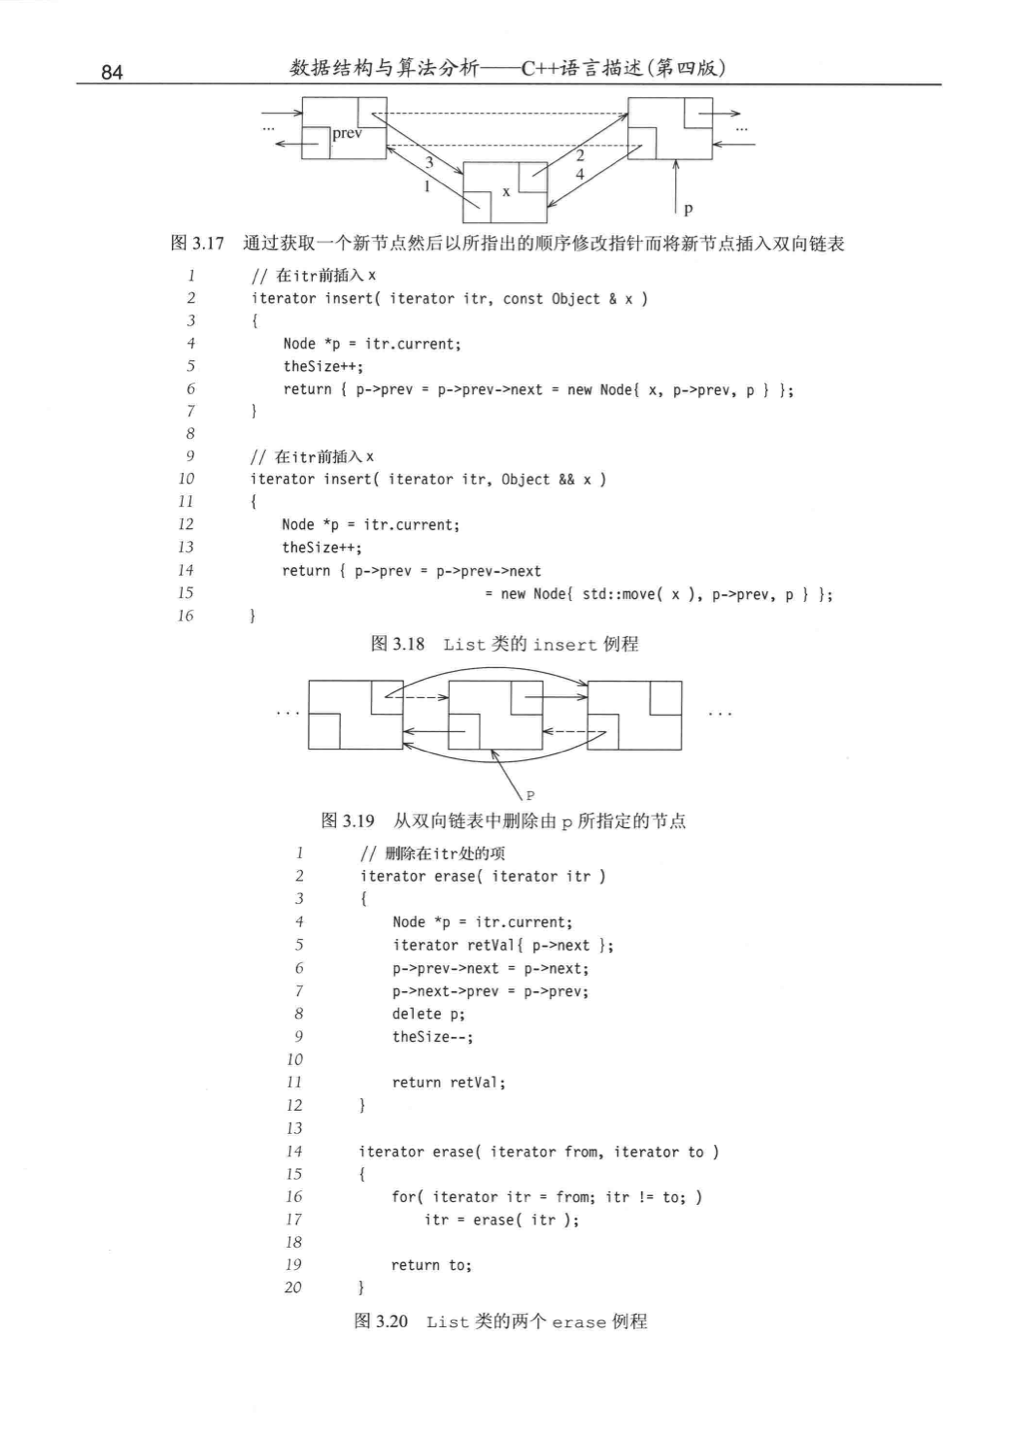 84 数据结构与算法分析——C++语言描述(第四版)
... prev 3 1 x 2 4 p ...
图 3.17 通过获取一个新节点然后以所指出的顺序修改指针而将新节点插入双向链表
1 // 在itr前插入x
2 iterator insert( iterator itr, const Object & x )
3 {
4 Node *p = itr.current;
5 theSize++;
6 return { p->prev = p->prev->next = new Node{ x, p->prev, p } };
7 }
8
9 // 在itr前插入x
10 iterator insert( iterator itr, Object && x )
11 {
12 Node *p = itr.current;
13 theSize++;
14 return { p->prev = p->prev->next
15 = new Node{ std::move( x ), p->prev, p } };
16 }
图 3.18 List 类的 insert 例程
... ...
P
图 3.19 从双向链表中删除由 p 所指定的节点
1 // 删除在itr处的项
2 iterator erase( iterator itr )
3 {
4 Node *p = itr.current;
5 iterator retVal{ p->next };
6 p->prev->next = p->next;
7 p->next->prev = p->prev;
8 delete p;
9 theSize--;
10
11 return retVal;
12 }
13
14 iterator erase( iterator from, iterator to )
15 {
16 for( iterator itr = from; itr != to; )
17 itr = erase( itr );
18
19 return to;
20 }
图 3.20 List 类的两个 erase 例程